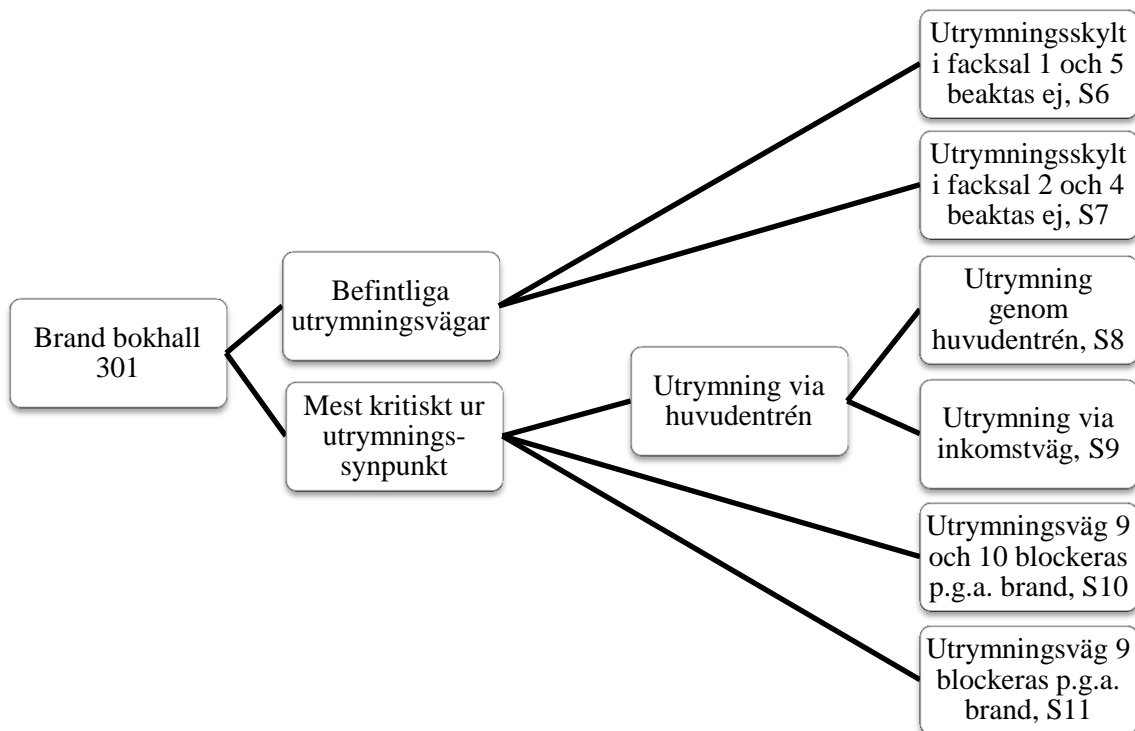 Brand bokhall
301
Befintliga
utrymningsvägar
Mest kritiskt ur
utrymnings-
synpunkt
Utrymning via
huvudentrén
Utrymningsskylt
i facksal 1 och 5
beaktas ej, S6
Utrymningsskylt
i facksal 2 och 4
beaktas ej, S7
Utrymning
genom
huvudentrén, S8
Utrymning via
inkomstväg, S9
Utrymningsväg 9
och 10 blockeras
p.g.a. brand, S10
Utrymningsväg 9
blockeras p.g.a.
brand, S11